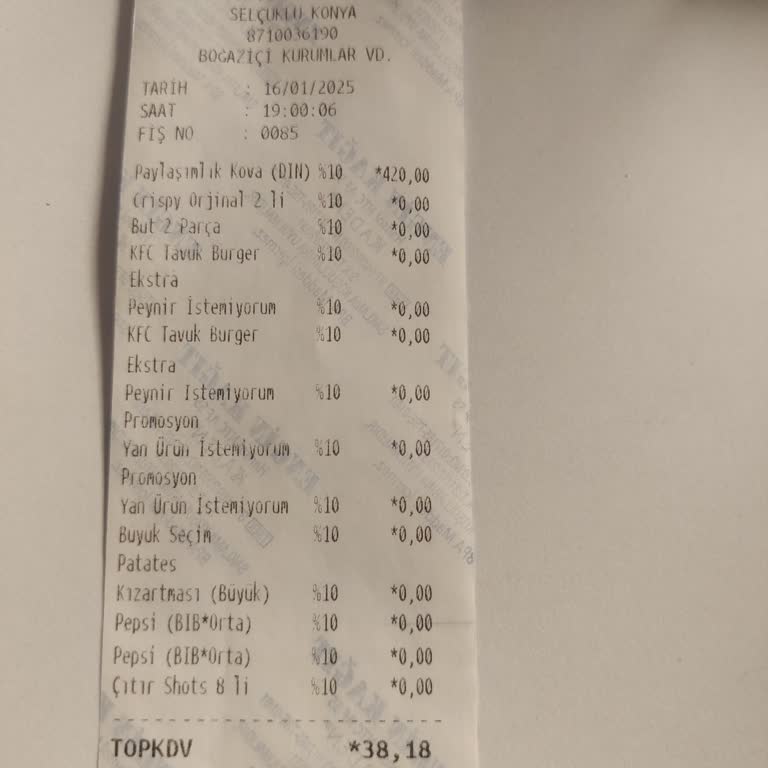 SELÇUKLU KONYA
8710036190
BOĞAZİÇİ KURUMLAR VD.
TARİH : 16/01/2025
SAAT : 19:00:06
FİŞ NO : 0085
Paylaşımlık Kova (DIN) %10 *420,00
Crispy Orjinal 2 li %10 *0,00
But 2 Parça %10 *0,00
KFC Tavuk Burger %10 *0,00
Ekstra
Peynir İstemiyorum %10 *0,00
KFC Tavuk Burger %10 *0,00
Ekstra
Peynir İstemiyorum %10 *0,00
Promosyon
Yan Ürün İstemiyorum %10 *0,00
Promosyon
Yan Ürün İstemiyorum %10 *0,00
Buyuk Seçim %10 *0,00
Patates
Kızartması (Büyük) %10 *0,00
Pepsi (BIB*Orta) %10 *0,00
Pepsi (BIB*Orta) %10 *0,00
Çıtır Shots 8 li %10 *0,00
TOPKDV *38,18